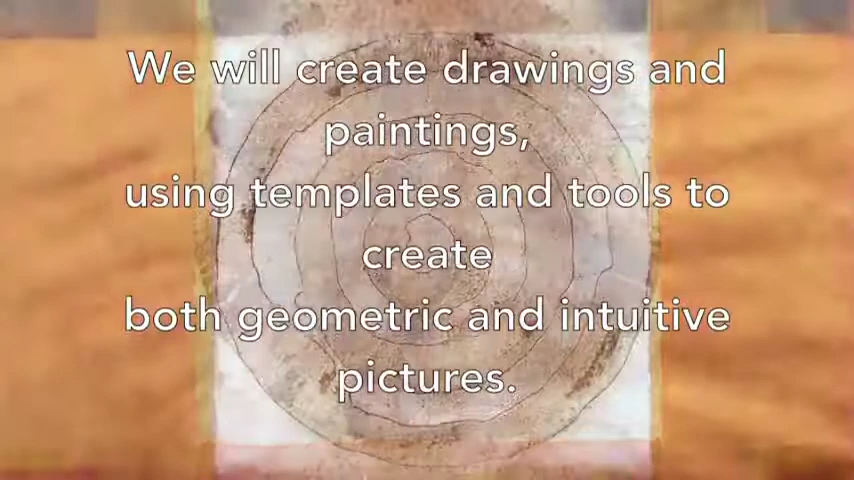 We will create drawings and
paintings,
using templates and tools to
create
both geometric and intuitive
pictures.